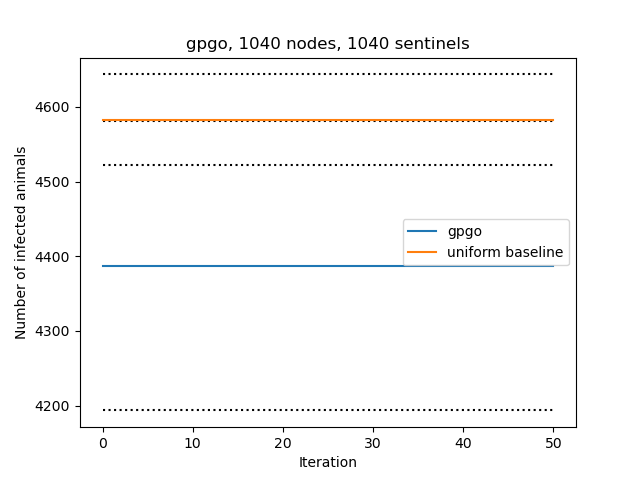 gpgo, 1040 nodes, 1040 sentinels
Number of infected animals
4600
4500
4400
4300
4200
gpgo
uniform baseline
0 10 20 30 40 50
Iteration